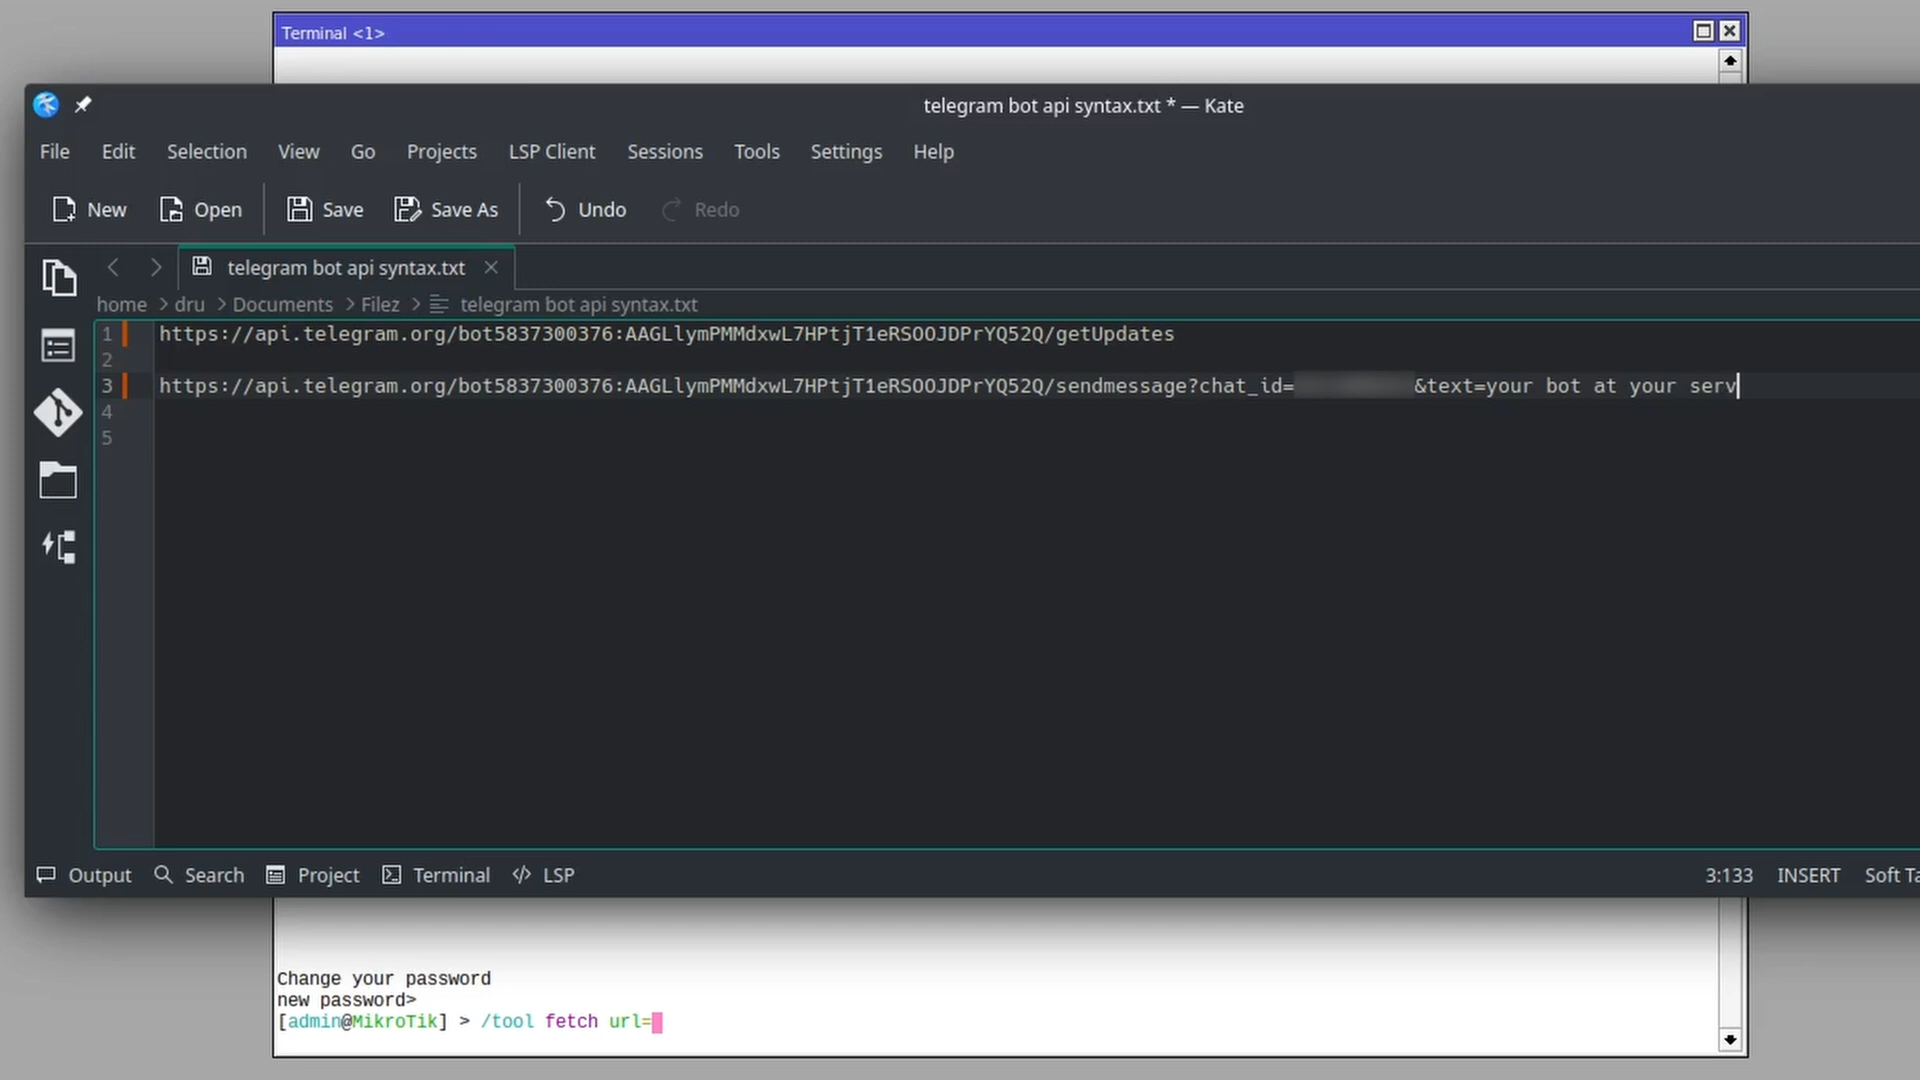 Terminal <1>
telegram bot api syntax.txt * — Kate
File Edit Selection View Go Projects LSP Client Sessions Tools Settings Help
New Open Save Save As Undo Redo
telegram bot api syntax.txt
home > dru > Documents > Filez > telegram bot api syntax.txt
1 https://api.telegram.org/bot5837300376:AAGLlymPMMdxwL7HPtjT1eRSOOJDPrYQ52Q/getUpdates
2
3 https://api.telegram.org/bot5837300376:AAGLlymPMMdxwL7HPtjT1eRSOOJDPrYQ52Q/sendmessage?chat_id= &text=your bot at your serv
4
5
Output Search Project Terminal LSP 3:133 INSERT Soft Ta
Change your password
new password>
[admin@MikroTik] > /tool fetch url=